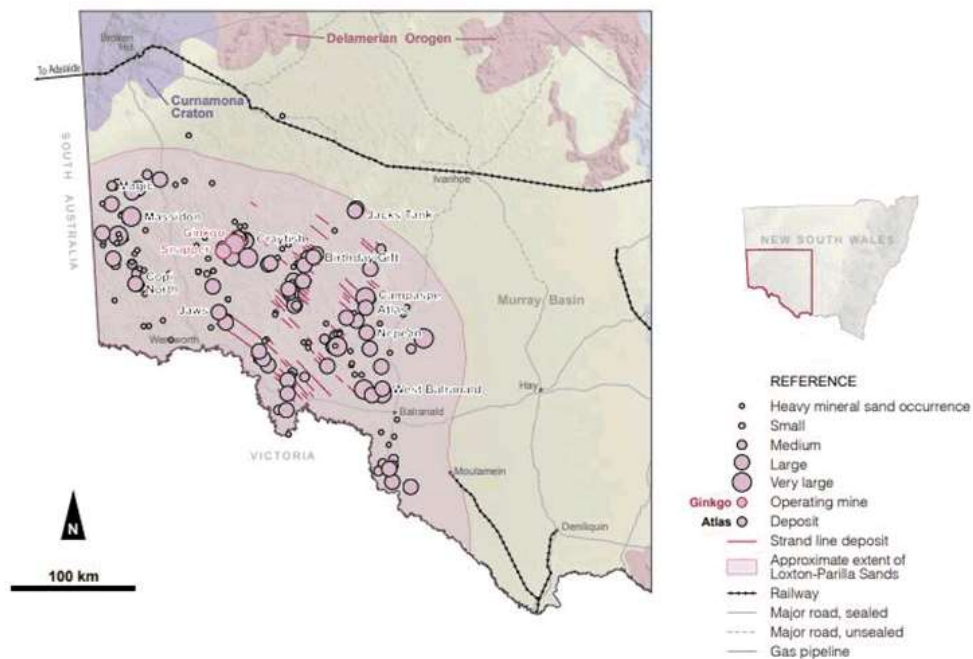 Broken
Hill
Delamerian Orogen
To Adelaide
Curnamona
Craton
SOUTH AUSTRALIA
Ivanhoe
Magic
Massidon
Jacks Tank
Ginkgo
Crayfish
Snapper
Birthday Gift
Copi
North
Campaspe
Atlas
Murray Basin
Jaws
Nepean
Wentworth
West Balranald
Hay
Balranald
VICTORIA
Moulamein
Deniliquin
N
100 km
NEW SOUTH WALES
REFERENCE
Heavy mineral sand occurrence
Small
Medium
Large
Very large
Ginkgo Operating mine
Atlas Deposit
Strand line deposit
Approximate extent of
Loxton-Parilla Sands
Railway
Major road, sealed
Major road, unsealed
Gas pipeline